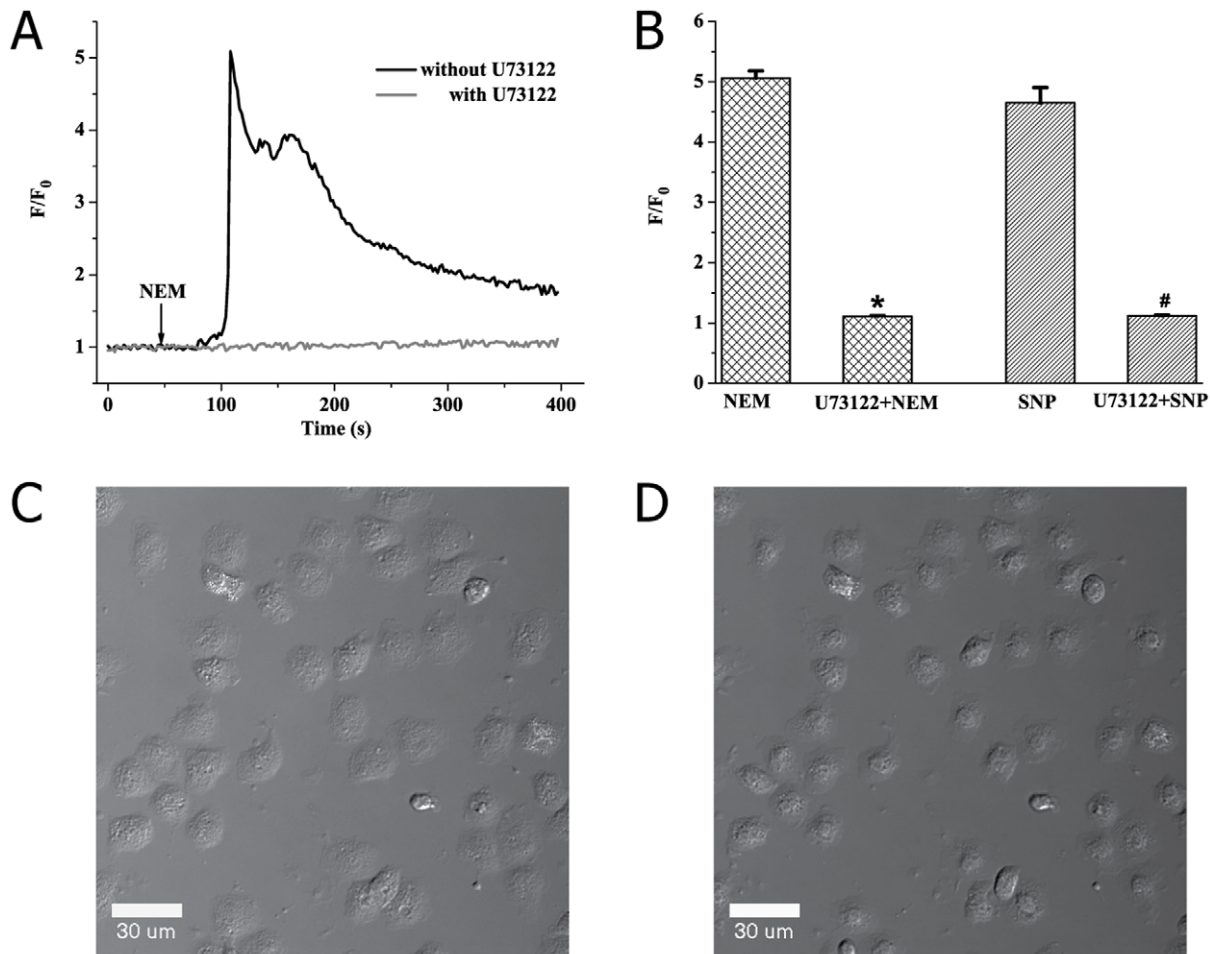 A
5
4
3
2
1
F/F0
without U73122
with U73122
NEM
0 100 200 300 400
Time (s)
B
6
5
4
3
2
1
0
F/F0
* #
NEM U73122+NEM SNP U73122+SNP
C
30 um
D
30 um